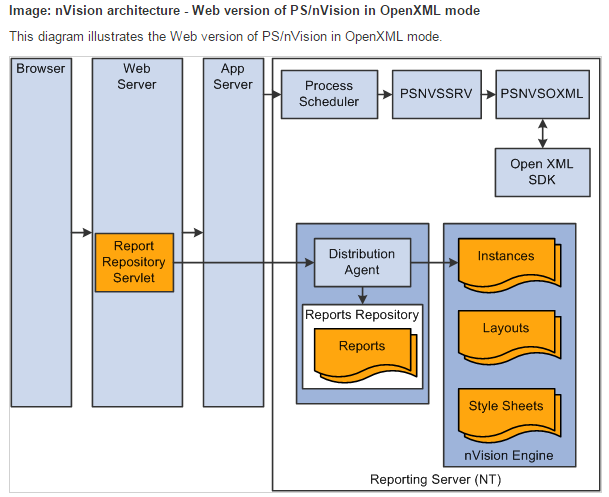 Image: nVision architecture - Web version of PS/nVision in OpenXML mode
This diagram illustrates the Web version of PS/nVision in OpenXML mode.
Browser
Web
Server
App
Server
Process
Scheduler
PSNVSSRV
PSNVSOXML
Open XML
SDK
Report
Repository
Servlet
Distribution
Agent
Reports Repository
Reports
Instances
Layouts
Style Sheets
nVision Engine
Reporting Server (NT)